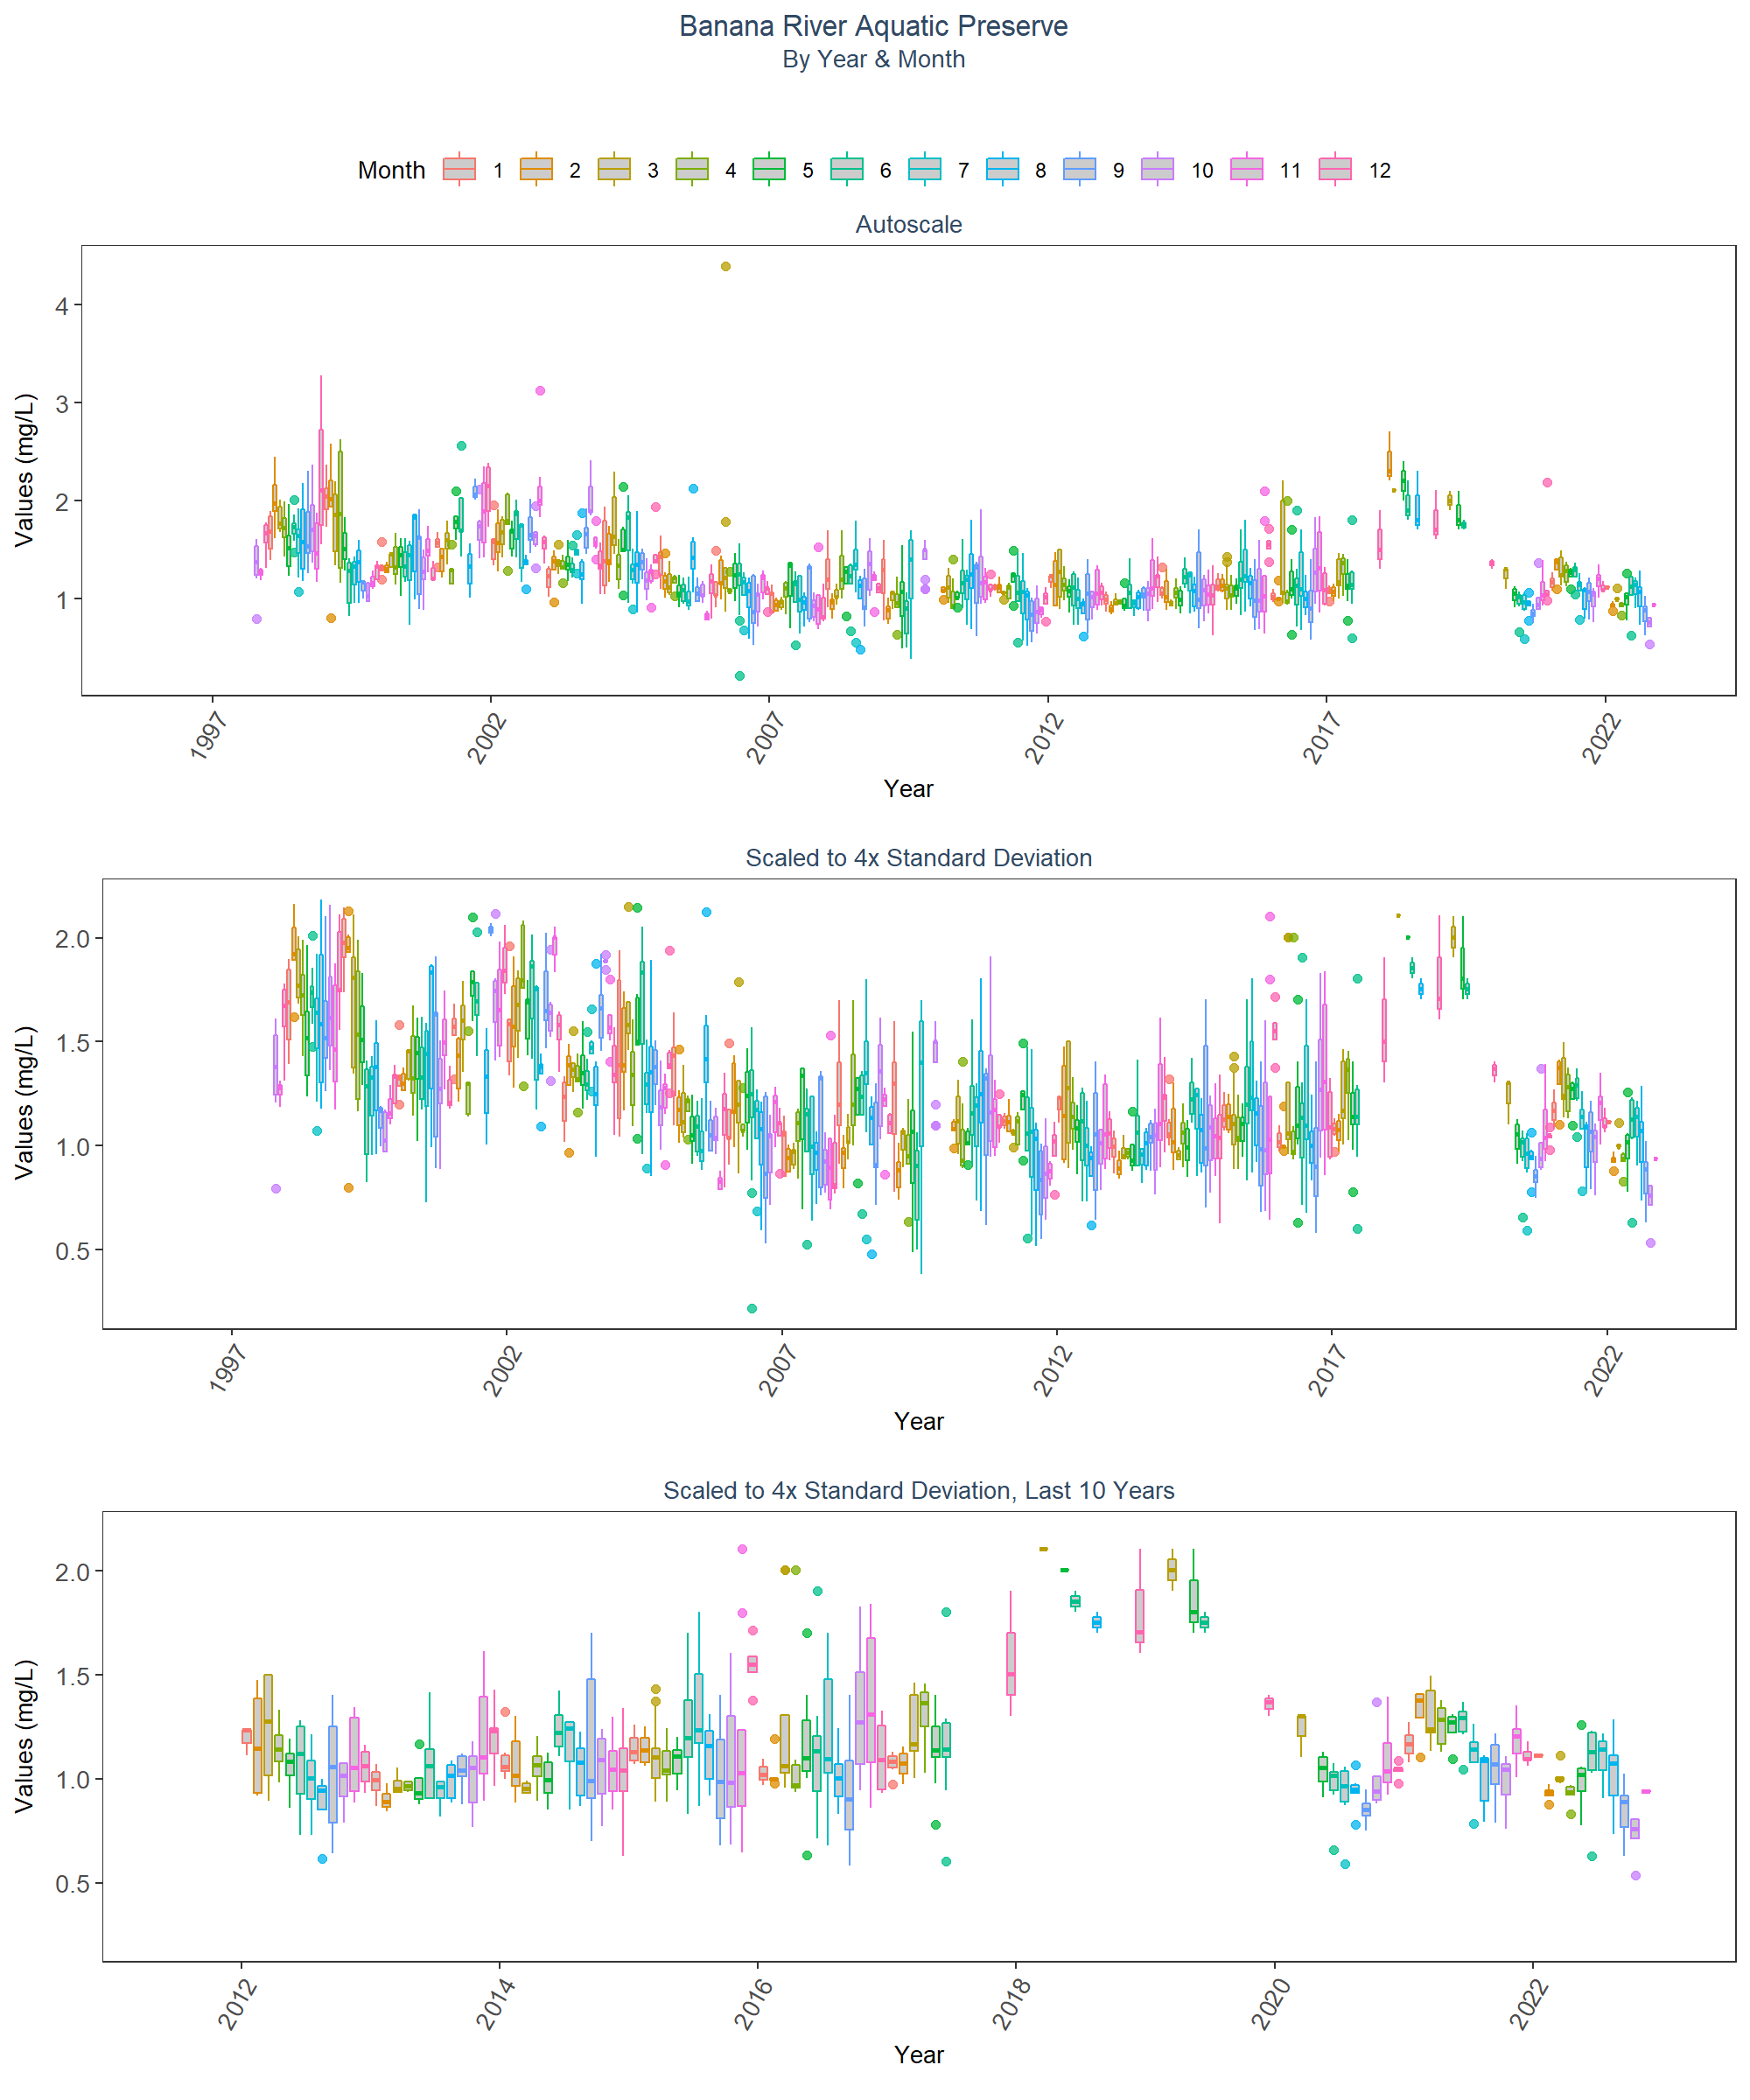 Banana River Aquatic Preserve
By Year & Month
Month 1 2 3 4 5 6 7 8 9 10 11 12
Autoscale
Values (mg/L)
4
3
2
1
1997 2002 2007 2012 2017 2022
Year
Scaled to 4x Standard Deviation
Values (mg/L)
2.0
1.5
1.0
0.5
1997 2002 2007 2012 2017 2022
Year
Scaled to 4x Standard Deviation, Last 10 Years
Values (mg/L)
2.0
1.5
1.0
0.5
2012 2014 2016 2018 2020 2022
Year